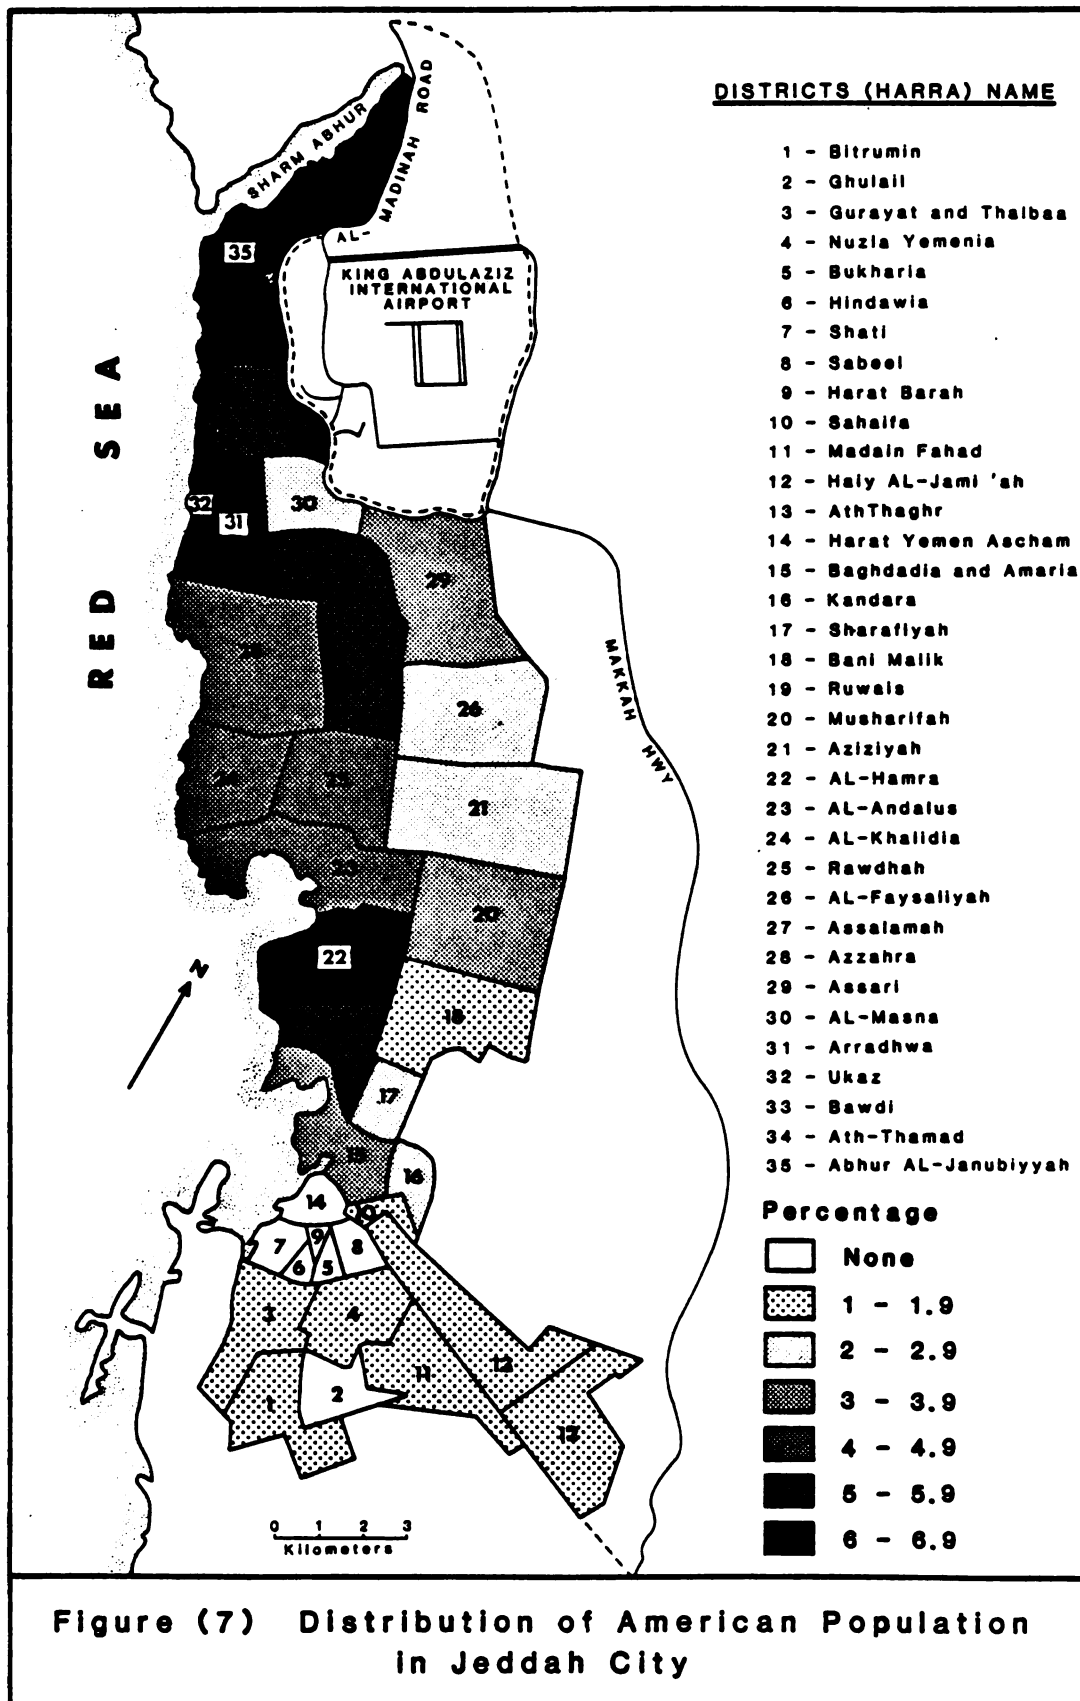 DISTRICTS (HARRA) NAME
1 - Bitrumin
2 - Ghulail
3 - Gurayat and Thalbaa
4 - Nuzla Yemenia
5 - Bukharia
6 - Hindawia
7 - Shati
8 - Sabeel
9 - Harat Barah
10 - Sahaifa
11 - Madain Fahad
12 - Haiy AL-Jami 'ah
13 - AthThaghr
14 - Harat Yemen Ascham
15 - Baghdadia and Amaria
16 - Kandara
17 - Sharafiyah
18 - Bani Malik
19 - Ruwais
20 - Musharifah
21 - Aziziyah
22 - AL-Hamra
23 - AL-Andalus
24 - AL-Khalidia
25 - Rawdhah
26 - AL-Faysaliyah
27 - Assalamah
28 - Azzahra
29 - Assari
30 - AL-Masna
31 - Arradhwa
32 - Ukaz
33 - Bawdi
34 - Ath-Thamad
35 - Abhur AL-Janubiyyah
Percentage
None
1 - 1.9
2 - 2.9
3 - 3.9
4 - 4.9
5 - 5.9
6 - 6.9
SHARM ABHUR
AL-MADINAH ROAD
KING ABDULAZIZ
INTERNATIONAL
AIRPORT
RED SEA
MAKKAH HWY
35
32
31
30
29
26
21
20
22
18
17
16
14
7
9
8
6
5
3
4
12
11
2
1
13
N
0 1 2 3
Kilometers
Figure (7) Distribution of American Population
in Jeddah City